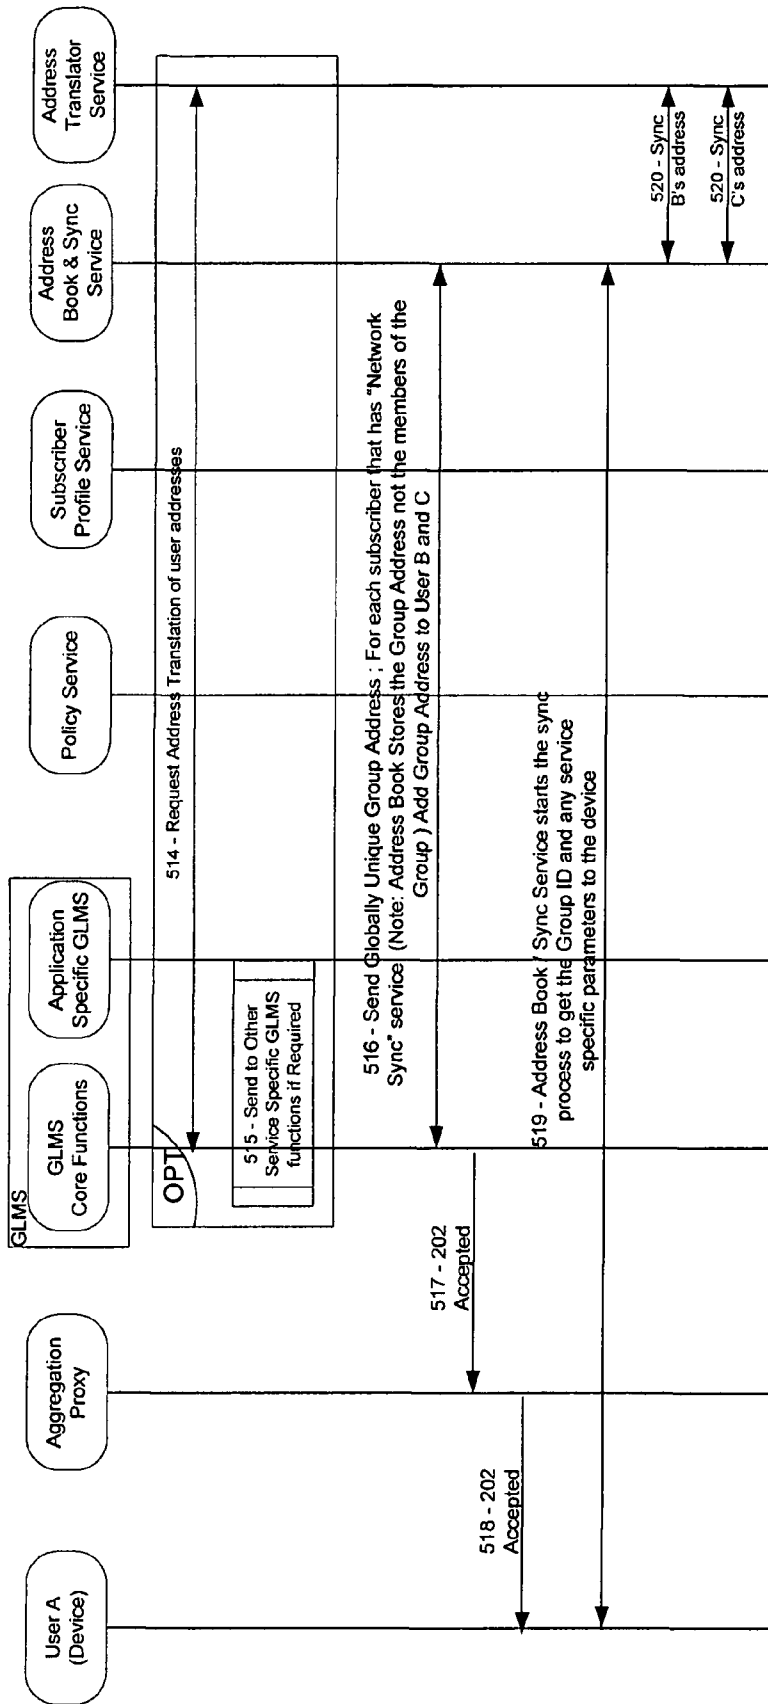 User A
(Device)
Aggregation
Proxy
GLMS
GLMS
Core Functions
Application
Specific GLMS
Policy Service
Subscriber
Profile Service
Address
Book & Sync
Service
Address
Translator
Service
OPT
514 - Request Address Translation of user addresses
515 - Send to Other
Service Specific GLMS
functions if Required
516 - Send Globally Unique Group Address ; For each subscriber that has "Network
Sync" service (Note: Address Book Stores the Group Address not the members of the
Group ) Add Group Address to User B and C
517 - 202
Accepted
518 - 202
Accepted
519 - Address Book / Sync Service starts the sync
process to get the Group ID and any service
specific parameters to the device
520 - Sync
B's address
520 - Sync
C's address